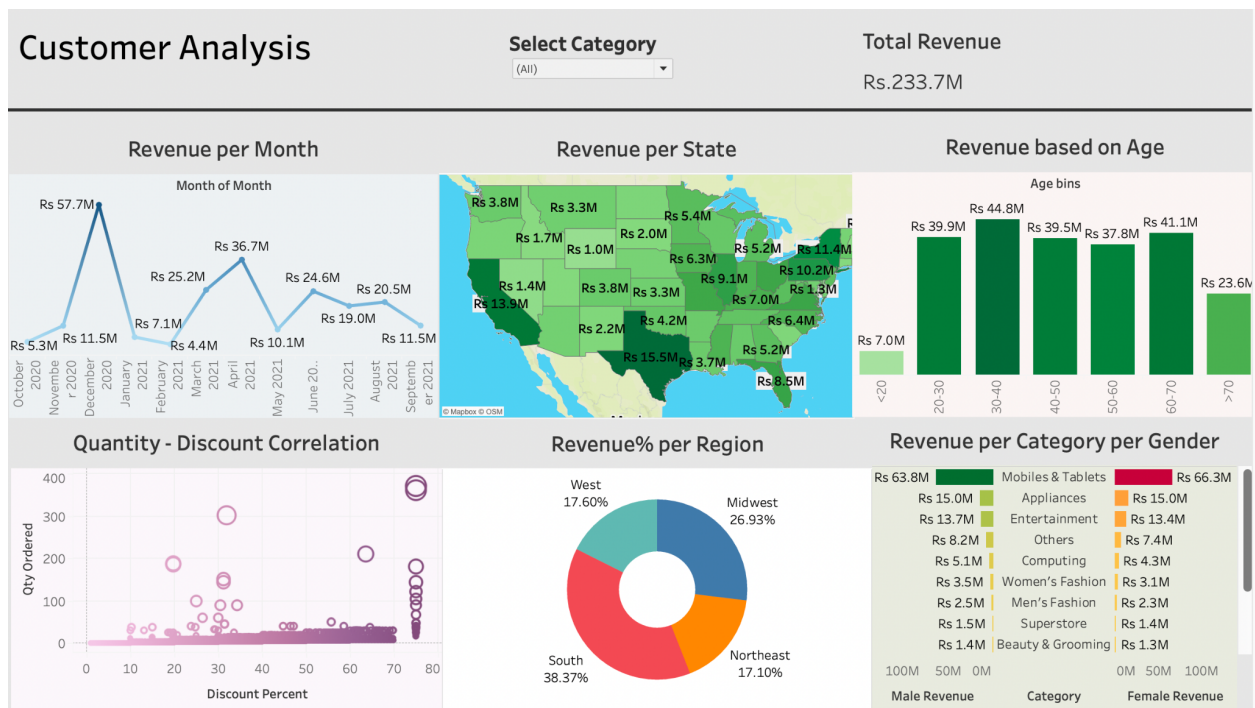 Customer Analysis
Select Category
(All)
Total Revenue
Rs.233.7M
Revenue per Month
Month of Month
Rs 57.7M
Rs 36.7M
Rs 25.2M
Rs 24.6M
Rs 20.5M
Rs 19.0M
Rs 7.1M
Rs 5.3M
Rs 11.5M
Rs 4.4M
Rs 10.1M
Rs 11.5M
October 2020
Novembe r 2020
December 2020
January 2021
February 2021
March 2021
April 2021
May 2021
June 20..
July 2021
August 2021
Septemb er 2021
Revenue per State
Rs 3.8M
Rs 3.3M
Rs 5.4M
Rs 1.7M
Rs 2.0M
Rs 5.2M
Rs 11.4M
Rs 1.0M
Rs 6.3M
Rs 10.2M
Rs 1.4M
Rs 3.8M
Rs 3.3M
Rs 9.1M
Rs 1.3M
Rs 13.9M
Rs 7.0M
Rs 2.2M
Rs 4.2M
Rs 6.4M
Rs 15.5M
Rs 3.7M
Rs 5.2M
Rs 8.5M
© Mapbox © OSM
Revenue based on Age
Age bins
Rs 7.0M
Rs 39.9M
Rs 44.8M
Rs 39.5M
Rs 37.8M
Rs 41.1M
Rs 23.6M
<20
20-30
30-40
40-50
50-60
60-70
>70
Quantity - Discount Correlation
Qty Ordered
400
300
200
100
0
0 10 20 30 40 50 60 70 80
Discount Percent
Revenue% per Region
West
17.60%
Midwest
26.93%
South
38.37%
Northeast
17.10%
Revenue per Category per Gender
Rs 63.8M Mobiles & Tablets Rs 66.3M
Rs 15.0M Appliances Rs 15.0M
Rs 13.7M Entertainment Rs 13.4M
Rs 8.2M Others Rs 7.4M
Rs 5.1M Computing Rs 4.3M
Rs 3.5M Women's Fashion Rs 3.1M
Rs 2.5M Men's Fashion Rs 2.3M
Rs 1.5M Superstore Rs 1.4M
Rs 1.4M Beauty & Grooming Rs 1.3M
100M 50M 0M 0M 50M 100M
Male Revenue Category Female Revenue